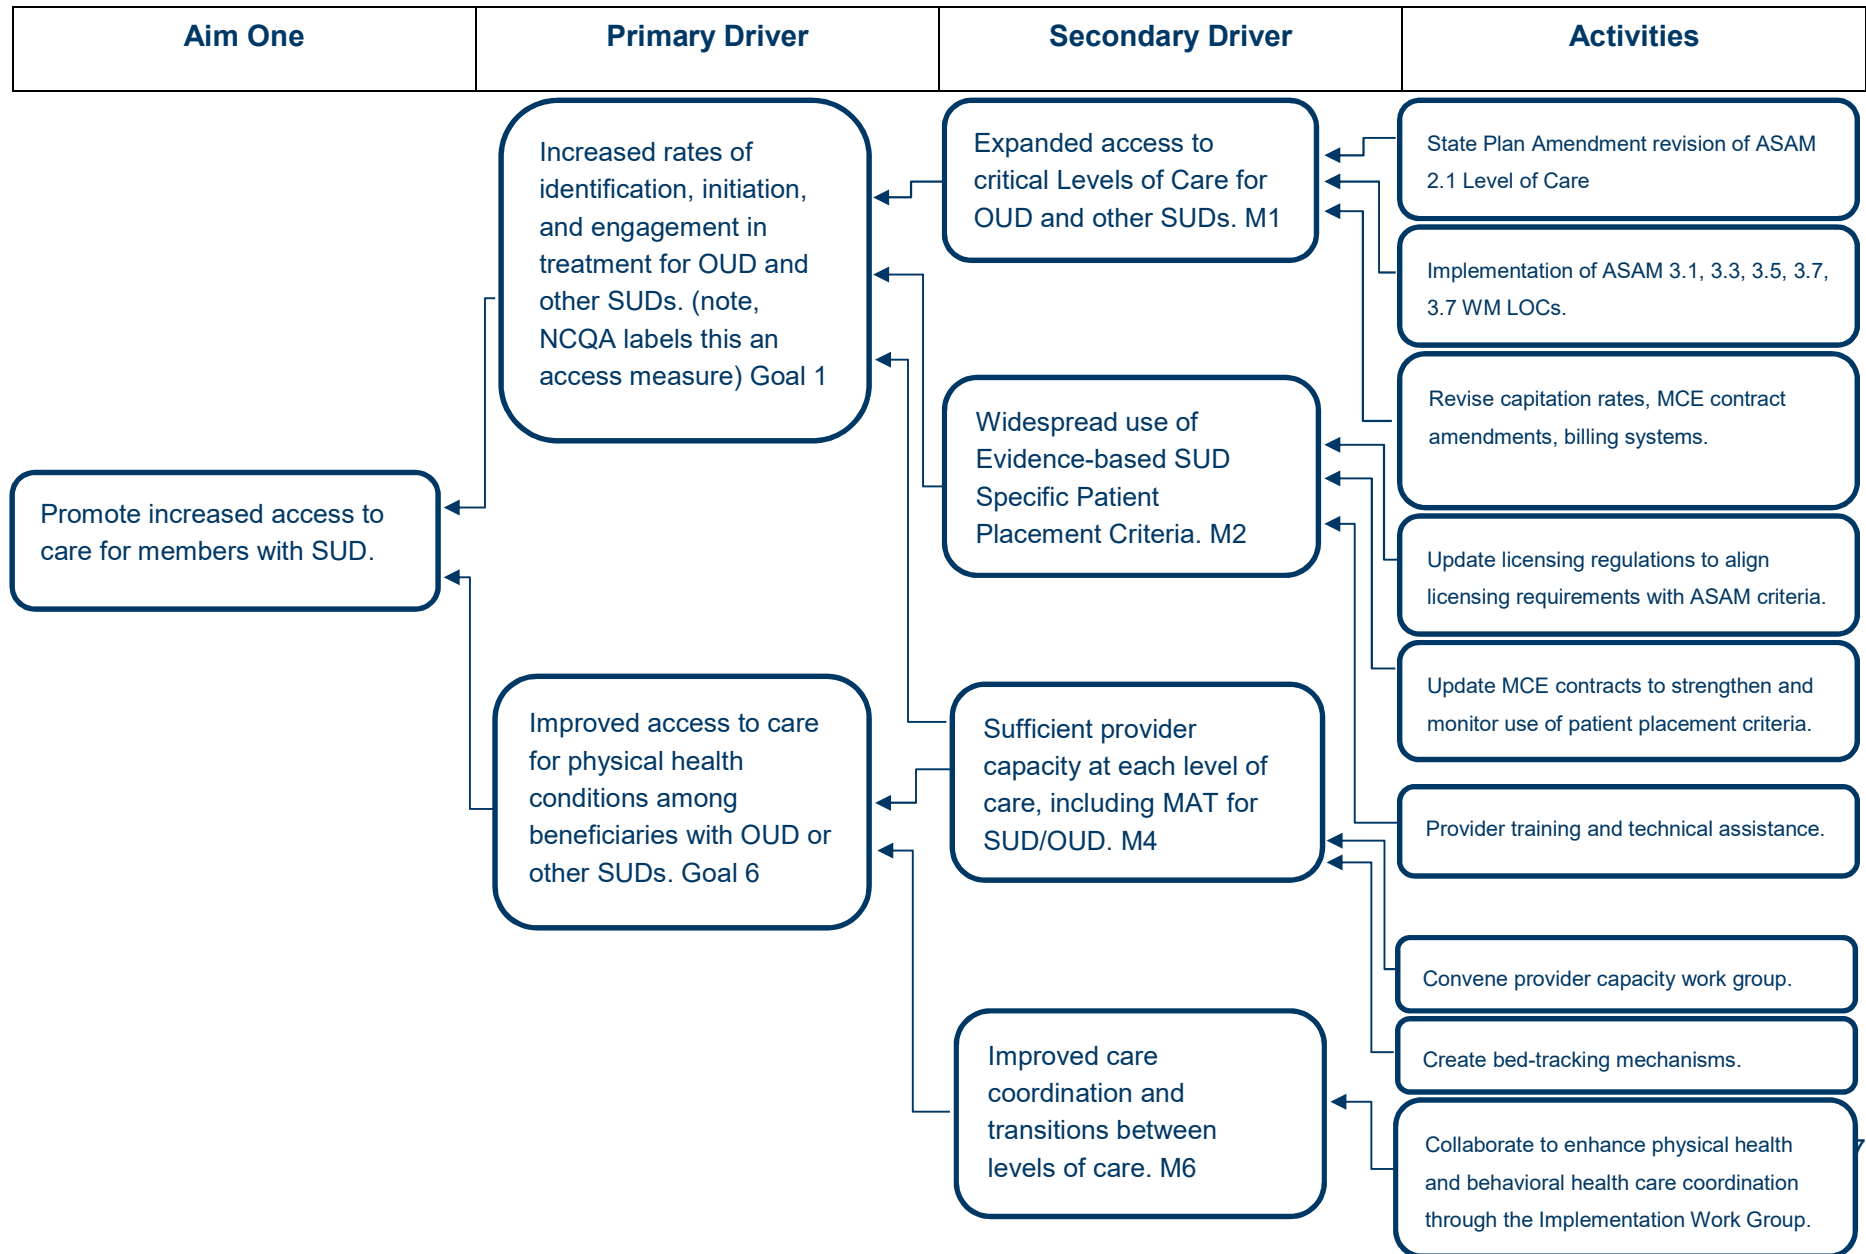 Aim One
Primary Driver
Secondary Driver
Activities
Promote increased access to
care for members with SUD.
Increased rates of
identification, initiation,
and engagement in
treatment for OUD and
other SUDs. (note,
NCQA labels this an
access measure) Goal 1
Improved access to care
for physical health
conditions among
beneficiaries with OUD or
other SUDs. Goal 6
Expanded access to
critical Levels of Care for
OUD and other SUDs. M1
Widespread use of
Evidence-based SUD
Specific Patient
Placement Criteria. M2
Sufficient provider
capacity at each level of
care, including MAT for
SUD/OUD. M4
Improved care
coordination and
transitions between
levels of care. M6
State Plan Amendment revision of ASAM
2.1 Level of Care
Implementation of ASAM 3.1, 3.3, 3.5, 3.7,
3.7 WM LOCs.
Revise capitation rates, MCE contract
amendments, billing systems.
Update licensing regulations to align
licensing requirements with ASAM criteria.
Update MCE contracts to strengthen and
monitor use of patient placement criteria.
Provider training and technical assistance.
Convene provider capacity work group.
Create bed-tracking mechanisms.
Collaborate to enhance physical health
and behavioral health care coordination
through the Implementation Work Group.